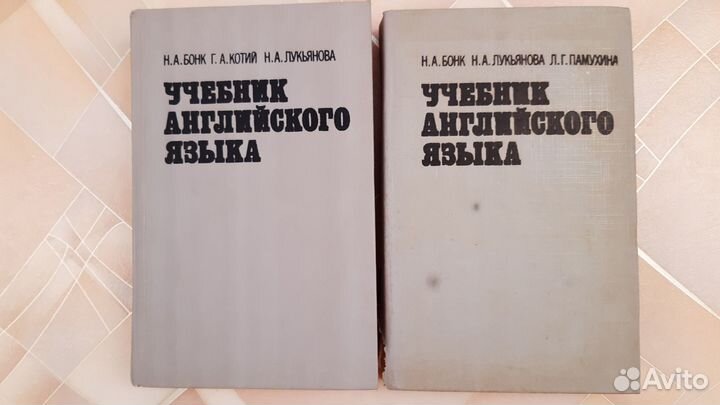 Н.А.БОНК Г.А.КОТИЙ Н.А.ЛУКЬЯНОВА
УЧЕБНИК
АНГЛИЙСКОГО
ЯЗЫКА
Н.А.БОНК Н.А.ЛУКЬЯНОВА Л.Г.ПАМУХИНА
УЧЕБНИК
АНГЛИЙСКОГО
ЯЗЫКА
Avito